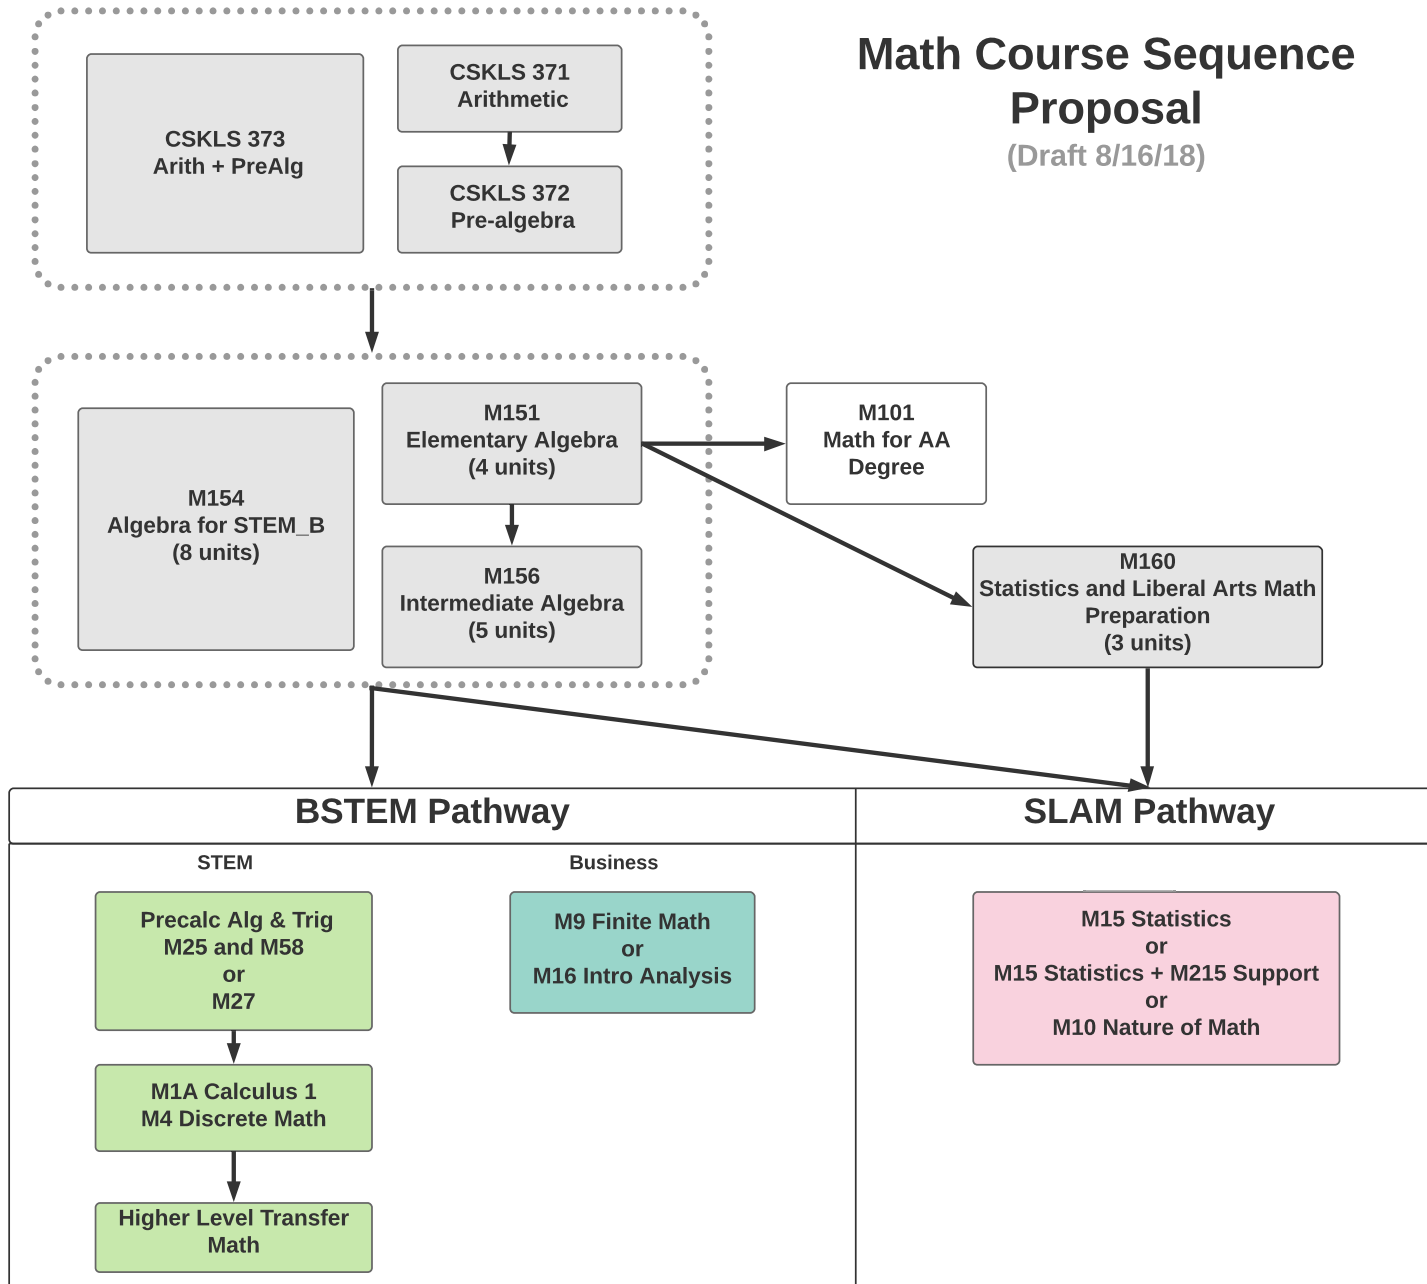 Math Course Sequence
Proposal
(Draft 8/16/18)
CSKLS 373
Arith + PreAlg
CSKLS 371
Arithmetic
CSKLS 372
Pre-algebra
M154
Algebra for STEM_B
(8 units)
M151
Elementary Algebra
(4 units)
M156
Intermediate Algebra
(5 units)
M101
Math for AA
Degree
M160
Statistics and Liberal Arts Math
Preparation
(3 units)
BSTEM Pathway
SLAM Pathway
STEM
Business
Precalc Alg & Trig
M25 and M58
or
M27
M9 Finite Math
or
M16 Intro Analysis
M15 Statistics
or
M15 Statistics + M215 Support
or
M10 Nature of Math
M1A Calculus 1
M4 Discrete Math
Higher Level Transfer
Math